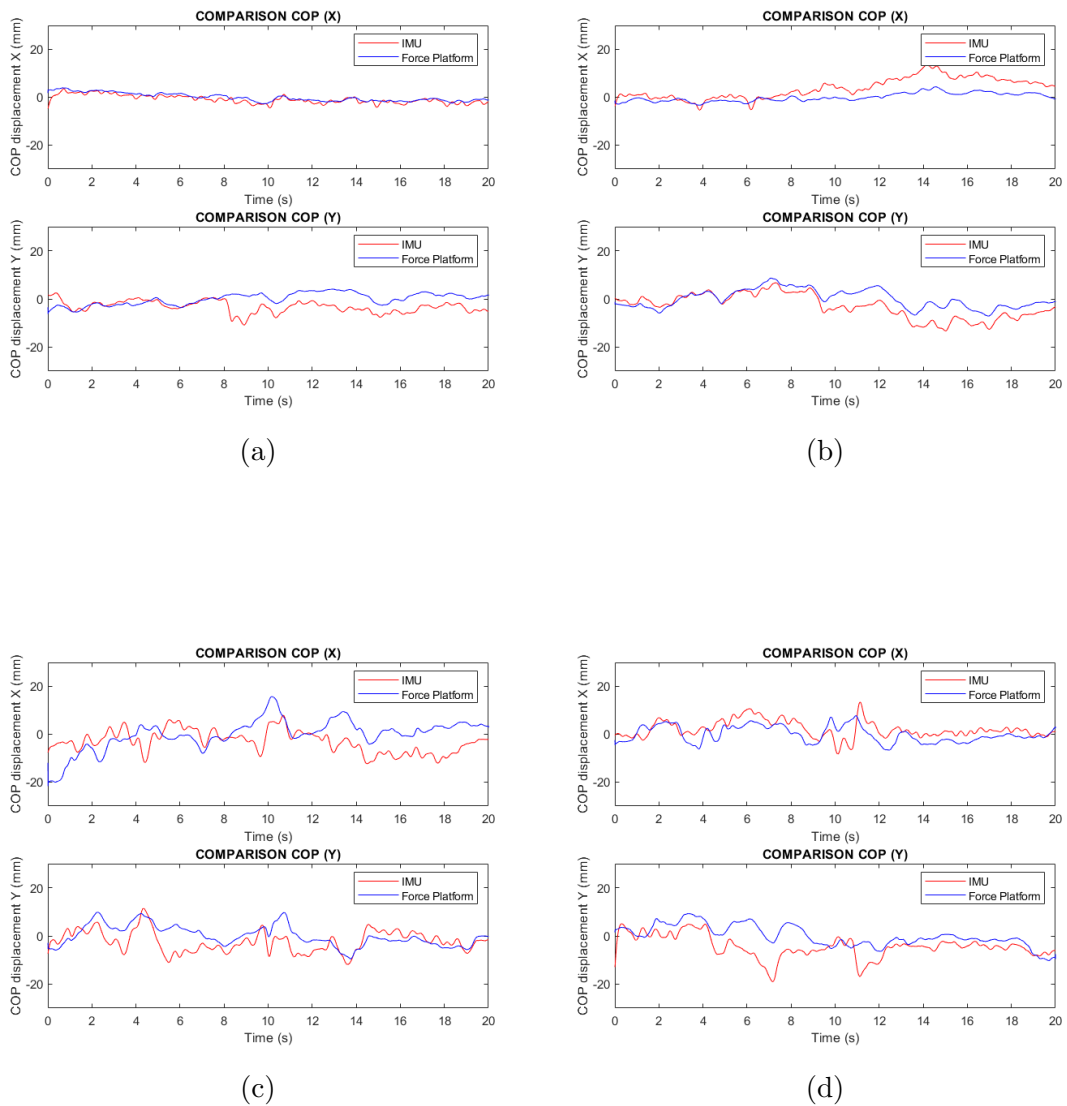 COMPARISON COP (X)
COP displacement X (mm)
20
0
-20
IMU
Force Platform
0 2 4 6 8 10 12 14 16 18 20
Time (s)
COMPARISON COP (Y)
COP displacement Y (mm)
20
0
-20
IMU
Force Platform
0 2 4 6 8 10 12 14 16 18 20
Time (s)
(a)
COMPARISON COP (X)
COP displacement X (mm)
20
0
-20
IMU
Force Platform
0 2 4 6 8 10 12 14 16 18 20
Time (s)
COMPARISON COP (Y)
COP displacement Y (mm)
20
0
-20
IMU
Force Platform
0 2 4 6 8 10 12 14 16 18 20
Time (s)
(b)
COMPARISON COP (X)
COP displacement X (mm)
20
0
-20
IMU
Force Platform
0 2 4 6 8 10 12 14 16 18 20
Time (s)
COMPARISON COP (Y)
COP displacement Y (mm)
20
0
-20
IMU
Force Platform
0 2 4 6 8 10 12 14 16 18 20
Time (s)
(c)
COMPARISON COP (X)
COP displacement X (mm)
20
0
-20
IMU
Force Platform
0 2 4 6 8 10 12 14 16 18 20
Time (s)
COMPARISON COP (Y)
COP displacement Y (mm)
20
0
-20
IMU
Force Platform
0 2 4 6 8 10 12 14 16 18 20
Time (s)
(d)